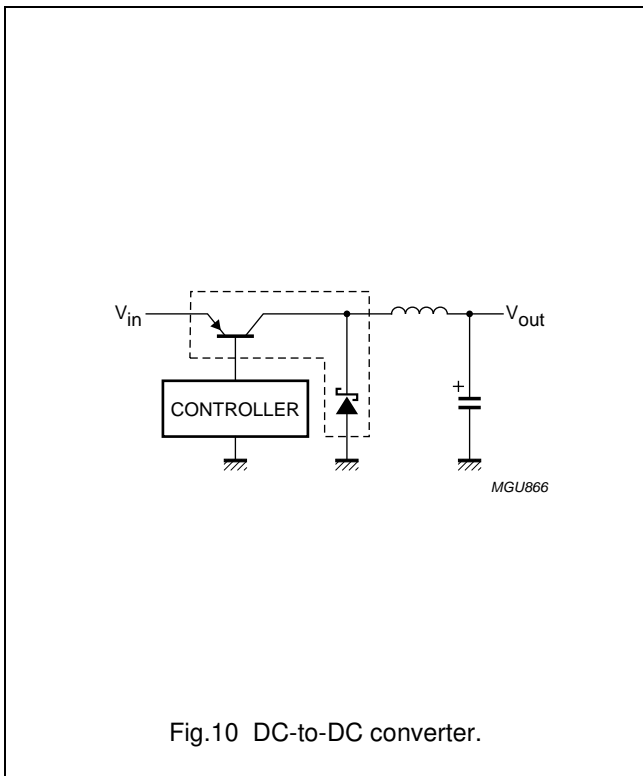 Vin
Vout
CONTROLLER
+
MGU866
Fig.10 DC-to-DC converter.